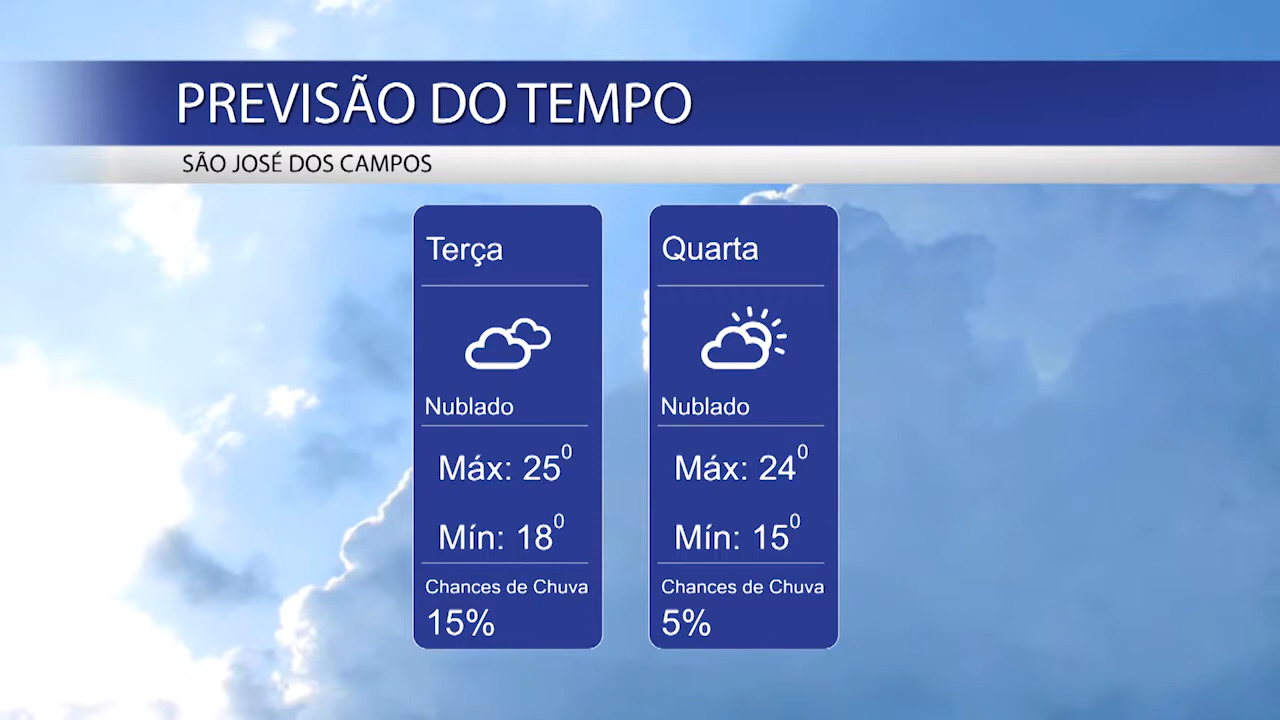 PREVISÃO DO TEMPO
SÃO JOSÉ DOS CAMPOS
Terça
Nublado
Máx: 25⁰
Mín: 18⁰
Chances de Chuva
15%
Quarta
Nublado
Máx: 24⁰
Mín: 15⁰
Chances de Chuva
5%